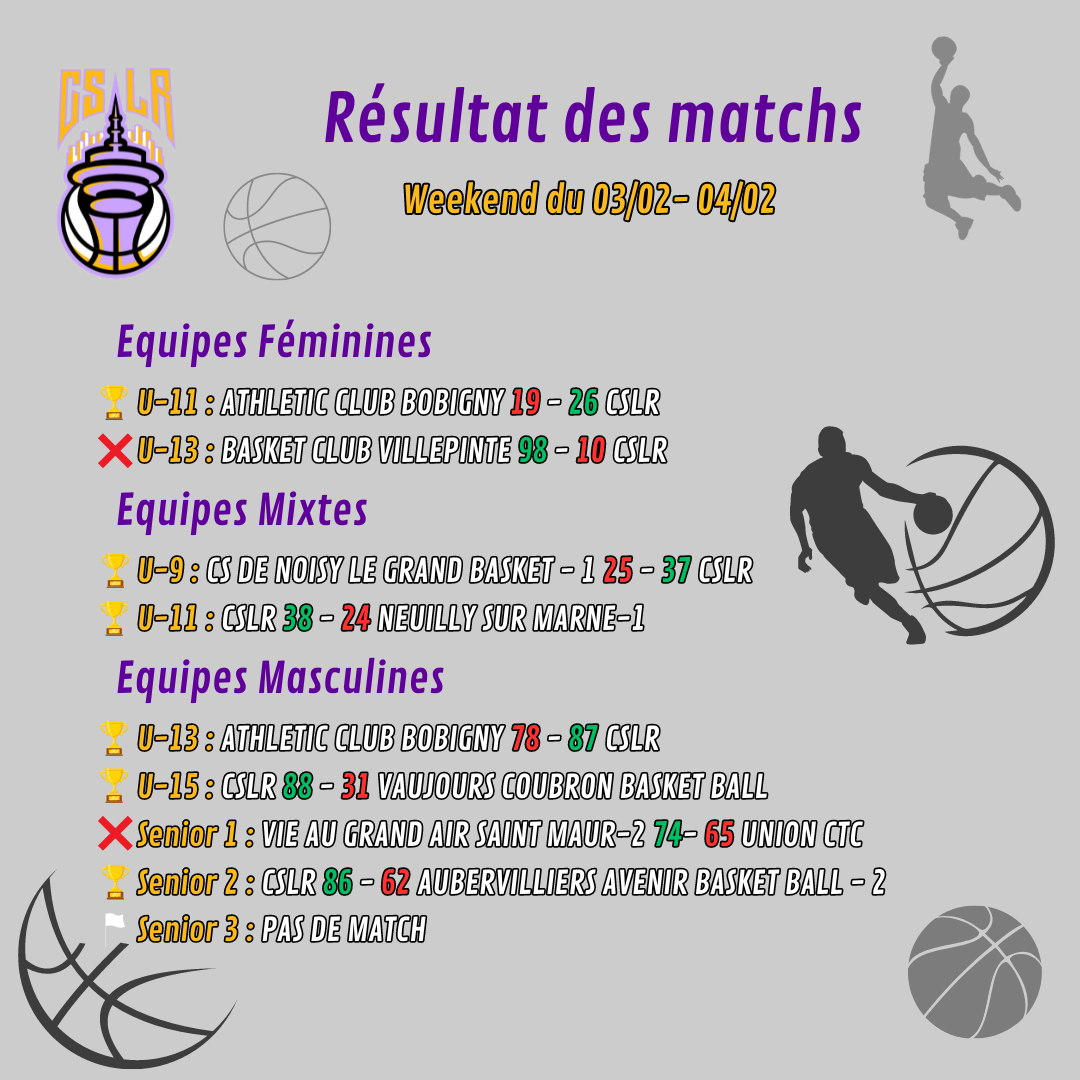 CSLR
Résultat des matchs
Weekend du 03/02- 04/02
Equipes Féminines
U-11 : ATHLETIC CLUB BOBIGNY 19 - 26 CSLR
U-13 : BASKET CLUB VILLEPINTE 98 - 10 CSLR
Equipes Mixtes
U-9 : CS DE NOISY LE GRAND BASKET - 1 25 - 37 CSLR
U-11 : CSLR 38 - 24 NEUILLY SUR MARNE-1
Equipes Masculines
U-13 : ATHLETIC CLUB BOBIGNY 78 - 87 CSLR
U-15 : CSLR 88 - 31 VAUJOURS COUBRON BASKET BALL
Senior 1 : VIE AU GRAND AIR SAINT MAUR-2 74- 65 UNION CTC
Senior 2 : CSLR 86 - 62 AUBERVILLIERS AVENIR BASKET BALL - 2
Senior 3 : PAS DE MATCH